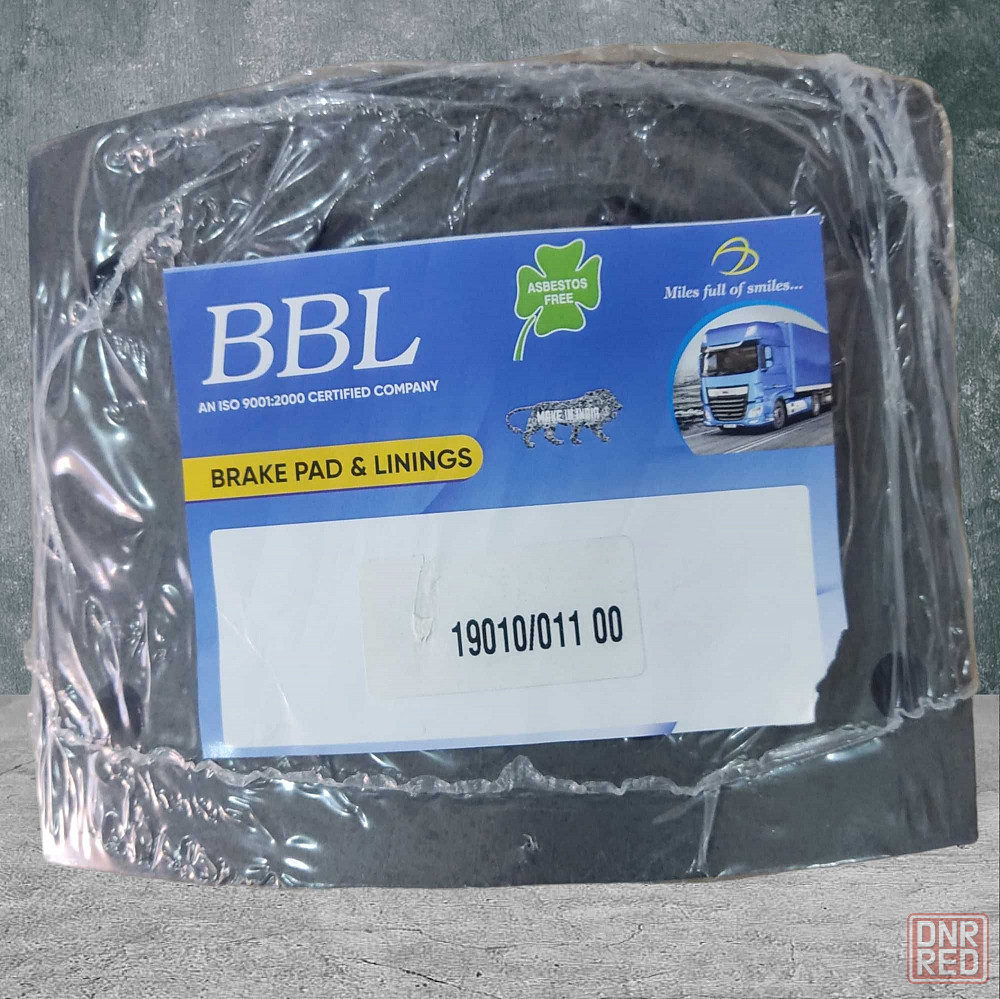 BBL
AN ISO 9001:2000 CERTIFIED COMPANY
ASBESTOS
FREE
Miles full of smiles...
MAKE IN INDIA
BRAKE PAD & LININGS
19010/011 00
DNR
RED